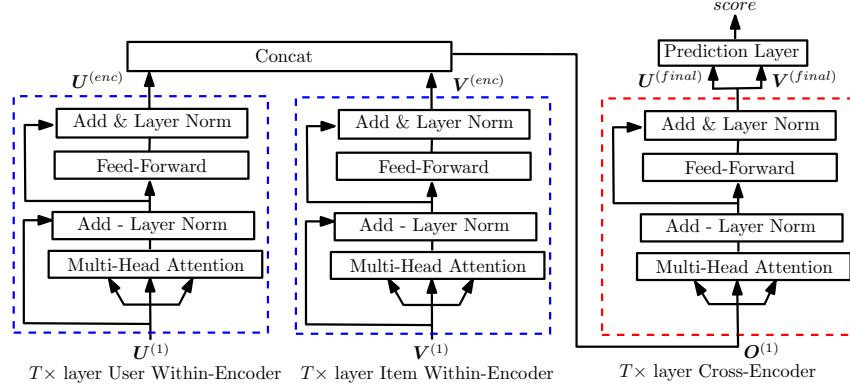 score
Concat
Prediction Layer
U^(enc)
V^(enc)
U^(final)
V^(final)
Add & Layer Norm
Feed-Forward
Add - Layer Norm
Multi-Head Attention
U^(1)
T× layer User Within-Encoder
Add & Layer Norm
Feed-Forward
Add - Layer Norm
Multi-Head Attention
V^(1)
T× layer Item Within-Encoder
Add & Layer Norm
Feed-Forward
Add - Layer Norm
Multi-Head Attention
O^(1)
T× layer Cross-Encoder